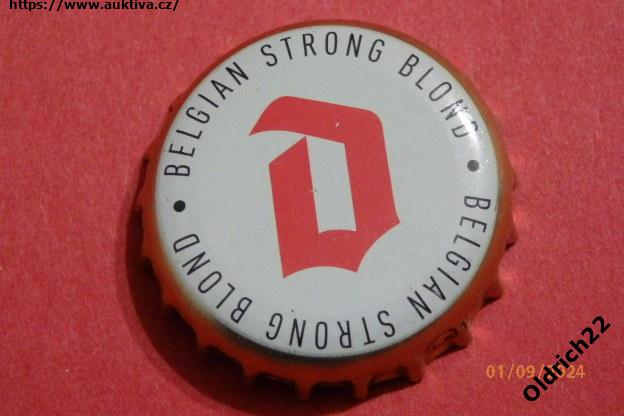 https://www.auktiva.cz/
BELGIAN STRONG BLOND • BELGIAN STRONG BLOND •
D
01/09/2024
Oldrich22